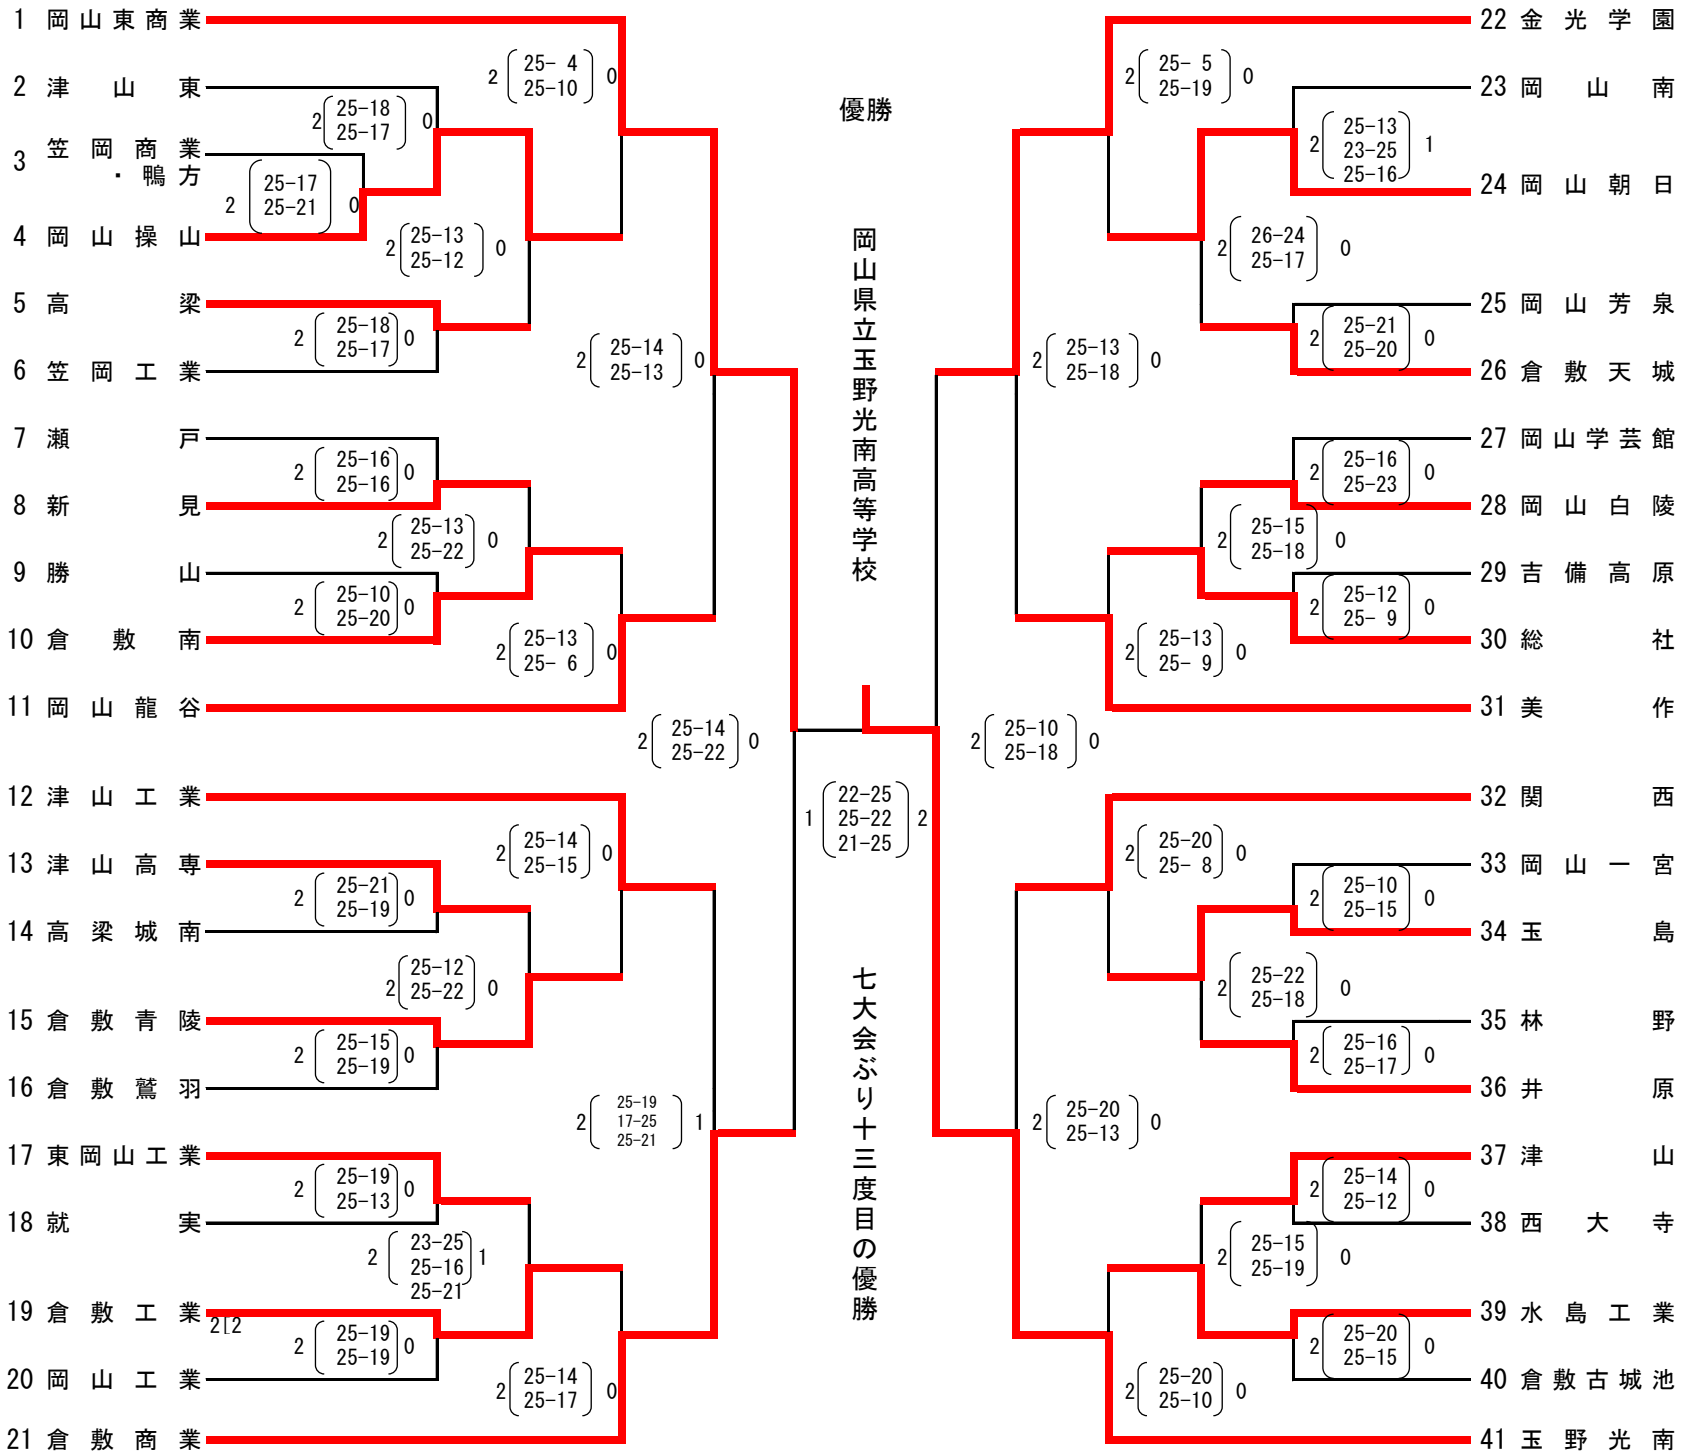 1 岡山東商業
2 津山東
3 笠岡商業
・鴨方
4 岡山操山
5 高梁
6 笠岡工業
7 瀬戸
8 新見
9 勝山
10 倉敷南
11 岡山龍谷
12 津山工業
13 津山高専
14 高梁城南
15 倉敷青陵
16 倉敷鷲羽
17 東岡山工業
18 就実
19 倉敷工業
20 岡山工業
21 倉敷商業
2 25- 4 0
25-10
2 25-18 0
25-17
2 25-17 0
25-21
2 25-13 0
25-12
2 25-18 0
25-17
2 25-14 0
25-13
2 25-16 0
25-16
2 25-13 0
25-22
2 25-10 0
25-20
2 25-13 0
25- 6
2 25-14 0
25-22
2 25-14 0
25-15
2 25-21 0
25-19
2 25-12 0
25-22
2 25-15 0
25-19
2 25-19 1
17-25
25-21
2 25-19 0
25-13
2 23-25 1
25-16
25-21
2[2
2 25-19 0
25-19
2 25-14 0
25-17
優勝
岡山県立玉野光南高等学校
1 22-25 2
25-22
21-25
七大会ぶり十三度目の優勝
2 25- 5 0
25-19
2 25-13 1
23-25
25-16
2 26-24 0
25-17
2 25-21 0
25-20
2 25-13 0
25-18
2 25-16 0
25-23
2 25-15 0
25-18
2 25-12 0
25- 9
2 25-13 0
25- 9
2 25-10 0
25-18
2 25-20 0
25- 8
2 25-10 0
25-15
2 25-22 0
25-18
2 25-16 0
25-17
2 25-20 0
25-13
2 25-14 0
25-12
2 25-15 0
25-19
2 25-20 0
25-15
2 25-20 0
25-10
22 金光学園
23 岡山南
24 岡山朝日
25 岡山芳泉
26 倉敷天城
27 岡山学芸館
28 岡山白陵
29 吉備高原
30 総社
31 美作
32 関西
33 岡山一宮
34 玉島
35 林野
36 井原
37 津山
38 西大寺
39 水島工業
40 倉敷古城池
41 玉野光南